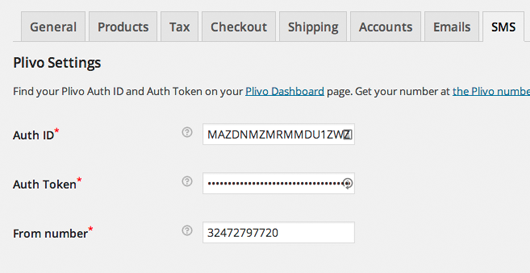 General Products Tax Checkout Shipping Accounts Emails SMS
Plivo Settings
Find your Plivo Auth ID and Auth Token on your Plivo Dashboard page. Get your number at the Plivo numbe
Auth ID*
MAZDNMZMRMMDU1ZWZ
Auth Token*
From number*
32472797720